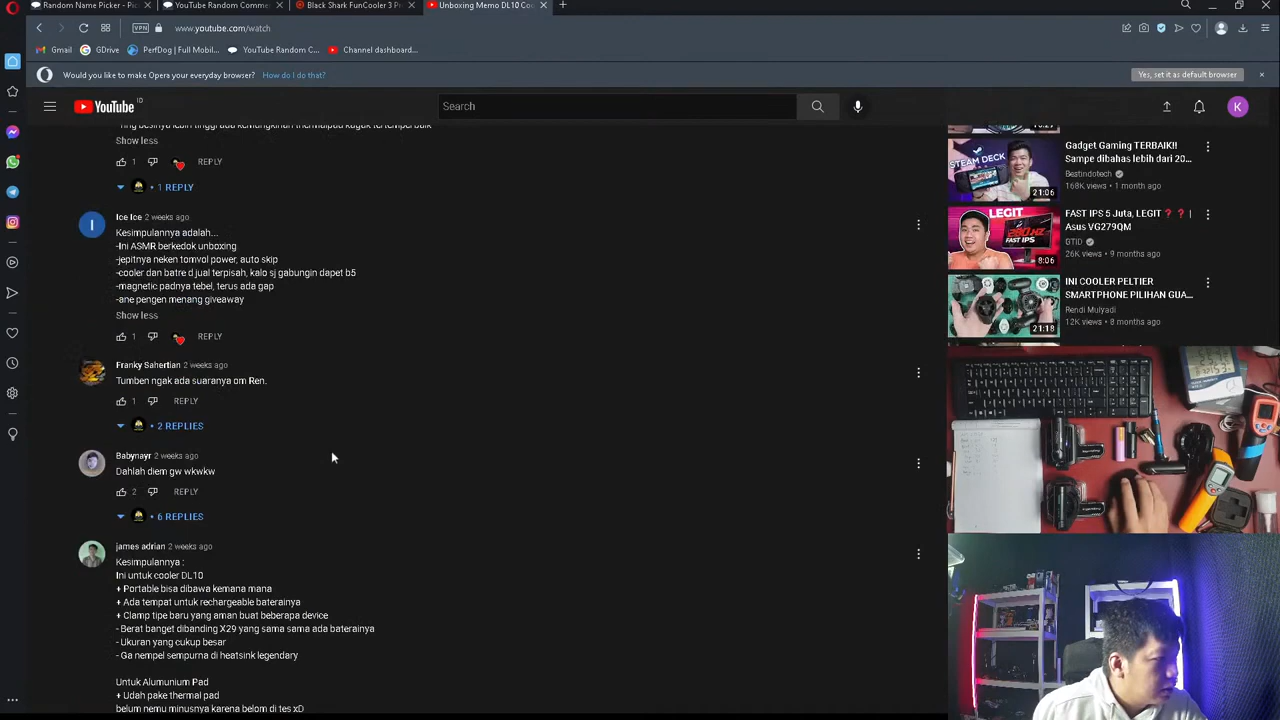 Random Name Picker - Pi
YouTube Random Comme
Black Shark FunCooler 3 P
Unboxing Memo DL10 Co
VPN
www.youtube.com/watch
Gmail
GDrive
PerfDog | Full Mobil...
YouTube Random C...
Channel dashboard...
Would you like to make Opera your everyday browser?
How do I do that?
Yes, set it as default browser
YouTube ID
Search
K
Show less
1
REPLY
• 1 REPLY
I
Ice Ice 2 weeks ago
Kesimpulannya adalah...
-Ini ASMR berkedok unboxing
-jepitnya neken tomvol power, auto skip
-cooler dan batre d jual terpisah, kalo sj gabungin dapet b5
-magnetic padnya tebel, terus ada gap
-ane pengen menang giveaway
Show less
1
REPLY
Franky Sahertian 2 weeks ago
Tumben ngak ada suaranya om Ren.
1
REPLY
• 2 REPLIES
Babynayr 2 weeks ago
Dahlah diem gw wkwkw
2
REPLY
• 6 REPLIES
james adrian 2 weeks ago
Kesimpulannya :
Ini untuk cooler DL10
+ Portable bisa dibawa kemana mana
+ Ada tempat untuk rechargeable baterainya
+ Clamp tipe baru yang aman buat beberapa device
- Berat banget dibanding X29 yang sama sama ada baterainya
- Ukuran yang cukup besar
- Ga nempel sempurna di heatsink legendary
Untuk Alumunium Pad
+ Udah pake thermal pad
belum nemu minusnya karena belom di tes xD
STEAM DECK
21:06
Gadget Gaming TERBAIK!!
Sampe dibahas lebih dari 20...
Bestindotech
168K views • 1 month ago
LEGIT
280HZ
FAST IPS
8:06
FAST IPS 5 Juta, LEGIT ❓ ❓ |
Asus VG279QM
GTID
26K views • 9 months ago
21:18
INI COOLER PELTIER
SMARTPHONE PILIHAN GUA...
Rendi Mulyadi
12K views • 8 months ago